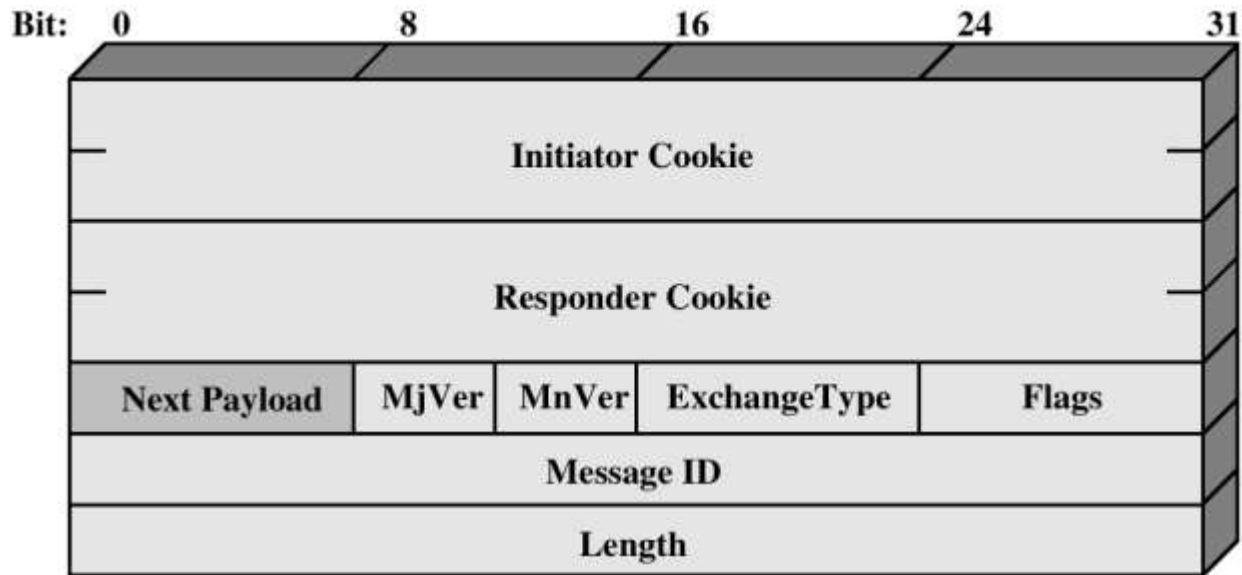 Bit: 0 8 16 24 31
Initiator Cookie
Responder Cookie
Next Payload MjVer MnVer ExchangeType Flags
Message ID
Length